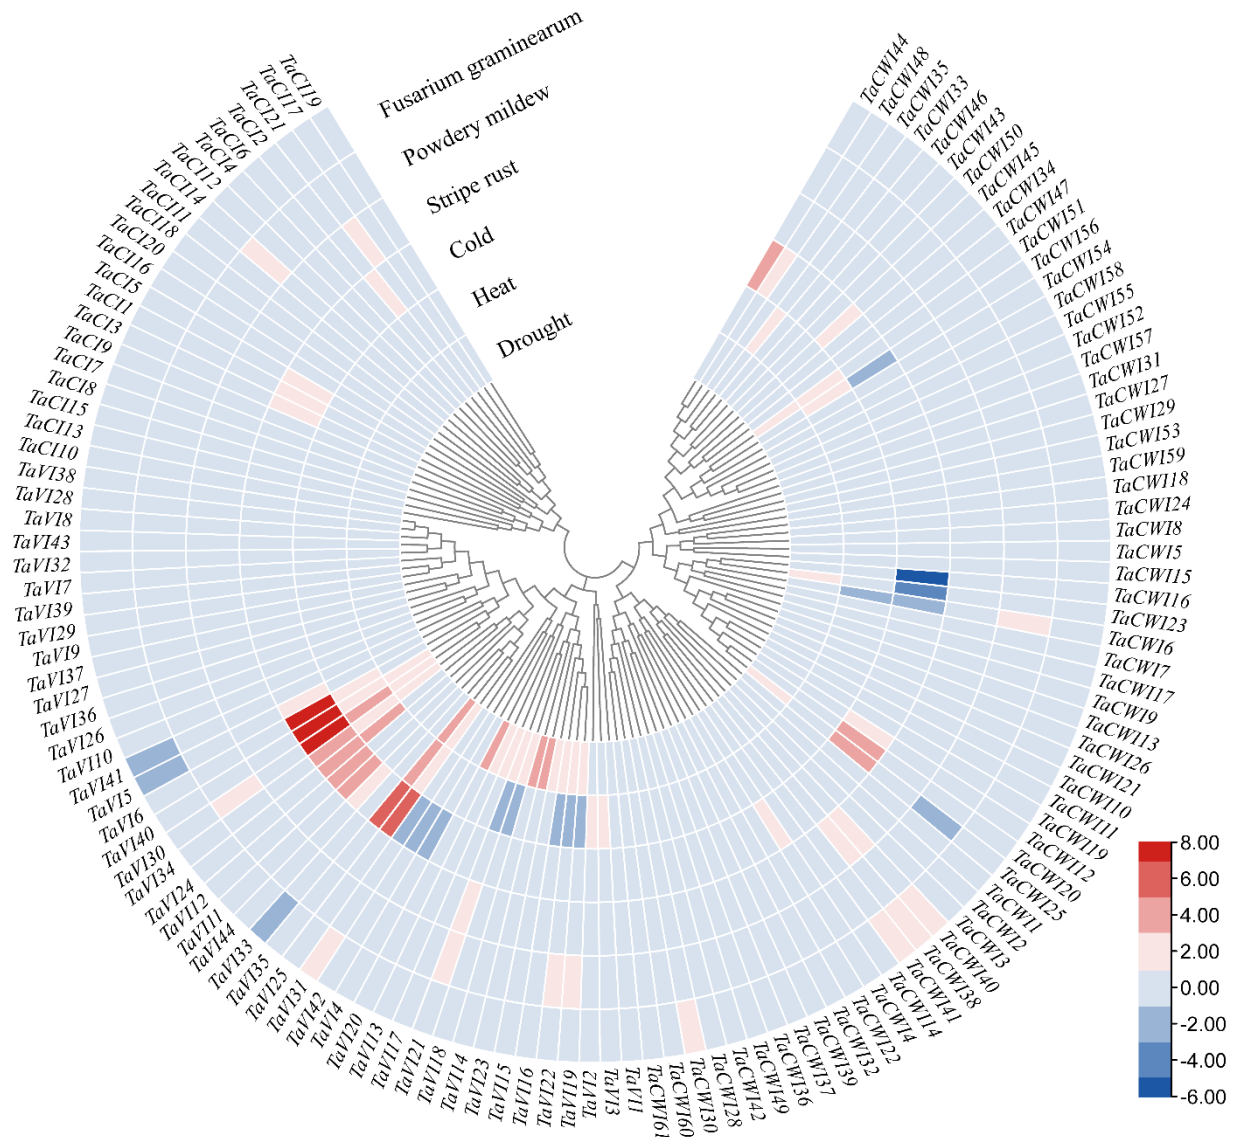 Fusarium graminearum
Powdery mildew
Stripe rust
Cold
Heat
Drought
TaCWI44
TaCWI48
TaCWI35
TaCWI33
TaCWI46
TaCWI43
TaCWI50
TaCWI45
TaCWI34
TaCWI47
TaCWI51
TaCWI56
TaCWI54
TaCWI58
TaCWI55
TaCWI52
TaCWI57
TaCWI31
TaCWI27
TaCWI29
TaCWI53
TaCWI59
TaCWI18
TaCWI24
TaCWI8
TaCWI5
TaCWI15
TaCWI16
TaCWI23
TaCWI6
TaCWI7
TaCWI17
TaCWI9
TaCWI13
TaCWI26
TaCWI21
TaCWI10
TaCWI11
TaCWI19
TaCWI12
TaCWI20
TaCWI25
TaCWI1
TaCWI2
TaCWI3
TaCWI40
TaCWI38
TaCWI41
TaCWI14
TaCWI4
TaCWI22
TaCWI32
TaCWI39
TaCWI37
TaCWI36
TaCWI49
TaCWI42
TaCWI28
TaCWI30
TaCWI60
TaCWI61
TaVI1
TaVI3
TaVI2
TaVI19
TaVI22
TaVI16
TaVI15
TaVI23
TaVI14
TaVI18
TaVI21
TaVI17
TaVI13
TaVI20
TaVI4
TaVI42
TaVI31
TaVI25
TaVI35
TaVI33
TaVI44
TaVI11
TaVI12
TaVI24
TaVI34
TaVI30
TaVI40
TaVI6
TaVI5
TaVI41
TaVI10
TaVI26
TaVI36
TaVI27
TaVI37
TaVI9
TaVI29
TaVI39
TaVI7
TaVI32
TaVI43
TaVI8
TaVI28
TaVI38
TaCI10
TaCI13
TaCI15
TaCI8
TaCI7
TaCI9
TaCI3
TaCI1
TaCI5
TaCI16
TaCI20
TaCI18
TaCI11
TaCI14
TaCI12
TaCI4
TaCI6
TaCI2
TaCI21
TaCI17
TaCI19
8.00
6.00
4.00
2.00
0.00
-2.00
-4.00
-6.00